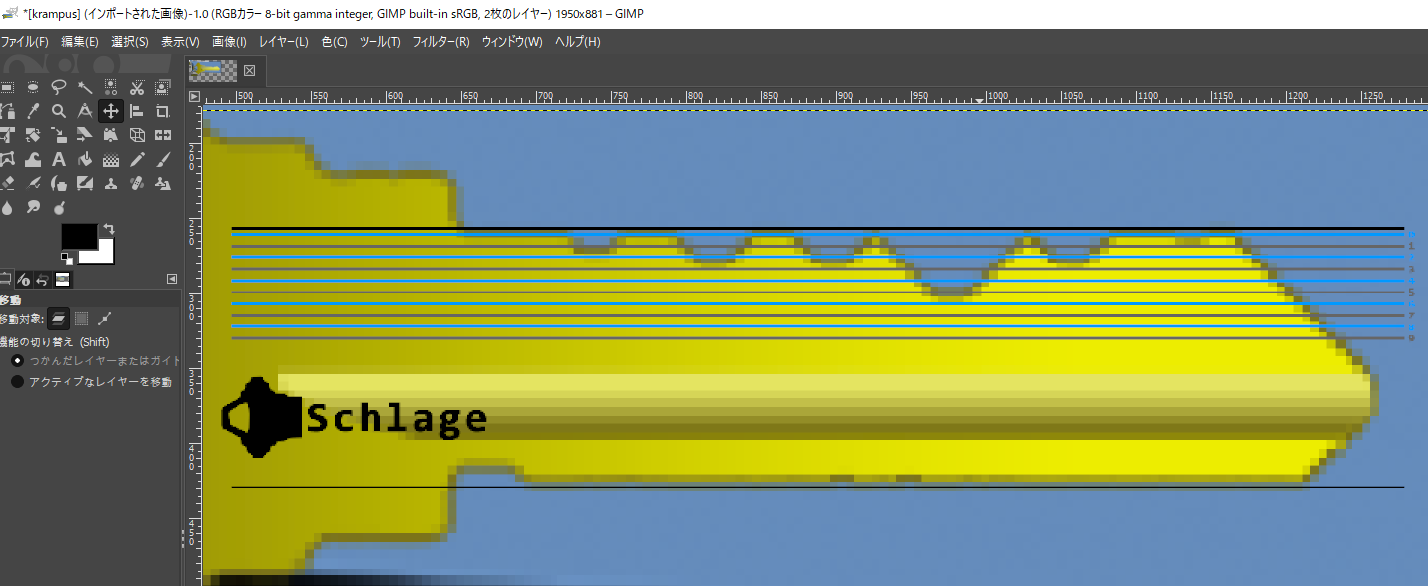 *[krampus] (インポートされた画像)-1.0 (RGBカラー 8-bit gamma integer, GIMP built-in sRGB, 2枚のレイヤー) 1950x881 – GIMP
ファイル(F) 編集(E) 選択(S) 表示(V) 画像(I) レイヤー(L) 色(C) ツール(T) フィルター(R) ウィンドウ(W) ヘルプ(H)
500 550 600 650 700 750 800 850 900 950 1000 1050 1100 1150 1200 1250
200
250
1
3
5
300
7
9
移動
移動対象:
機能の切り替え (Shift)
つかんだレイヤーまたはガイド
350
アクティブなレイヤーを移動
Schlage
400
450